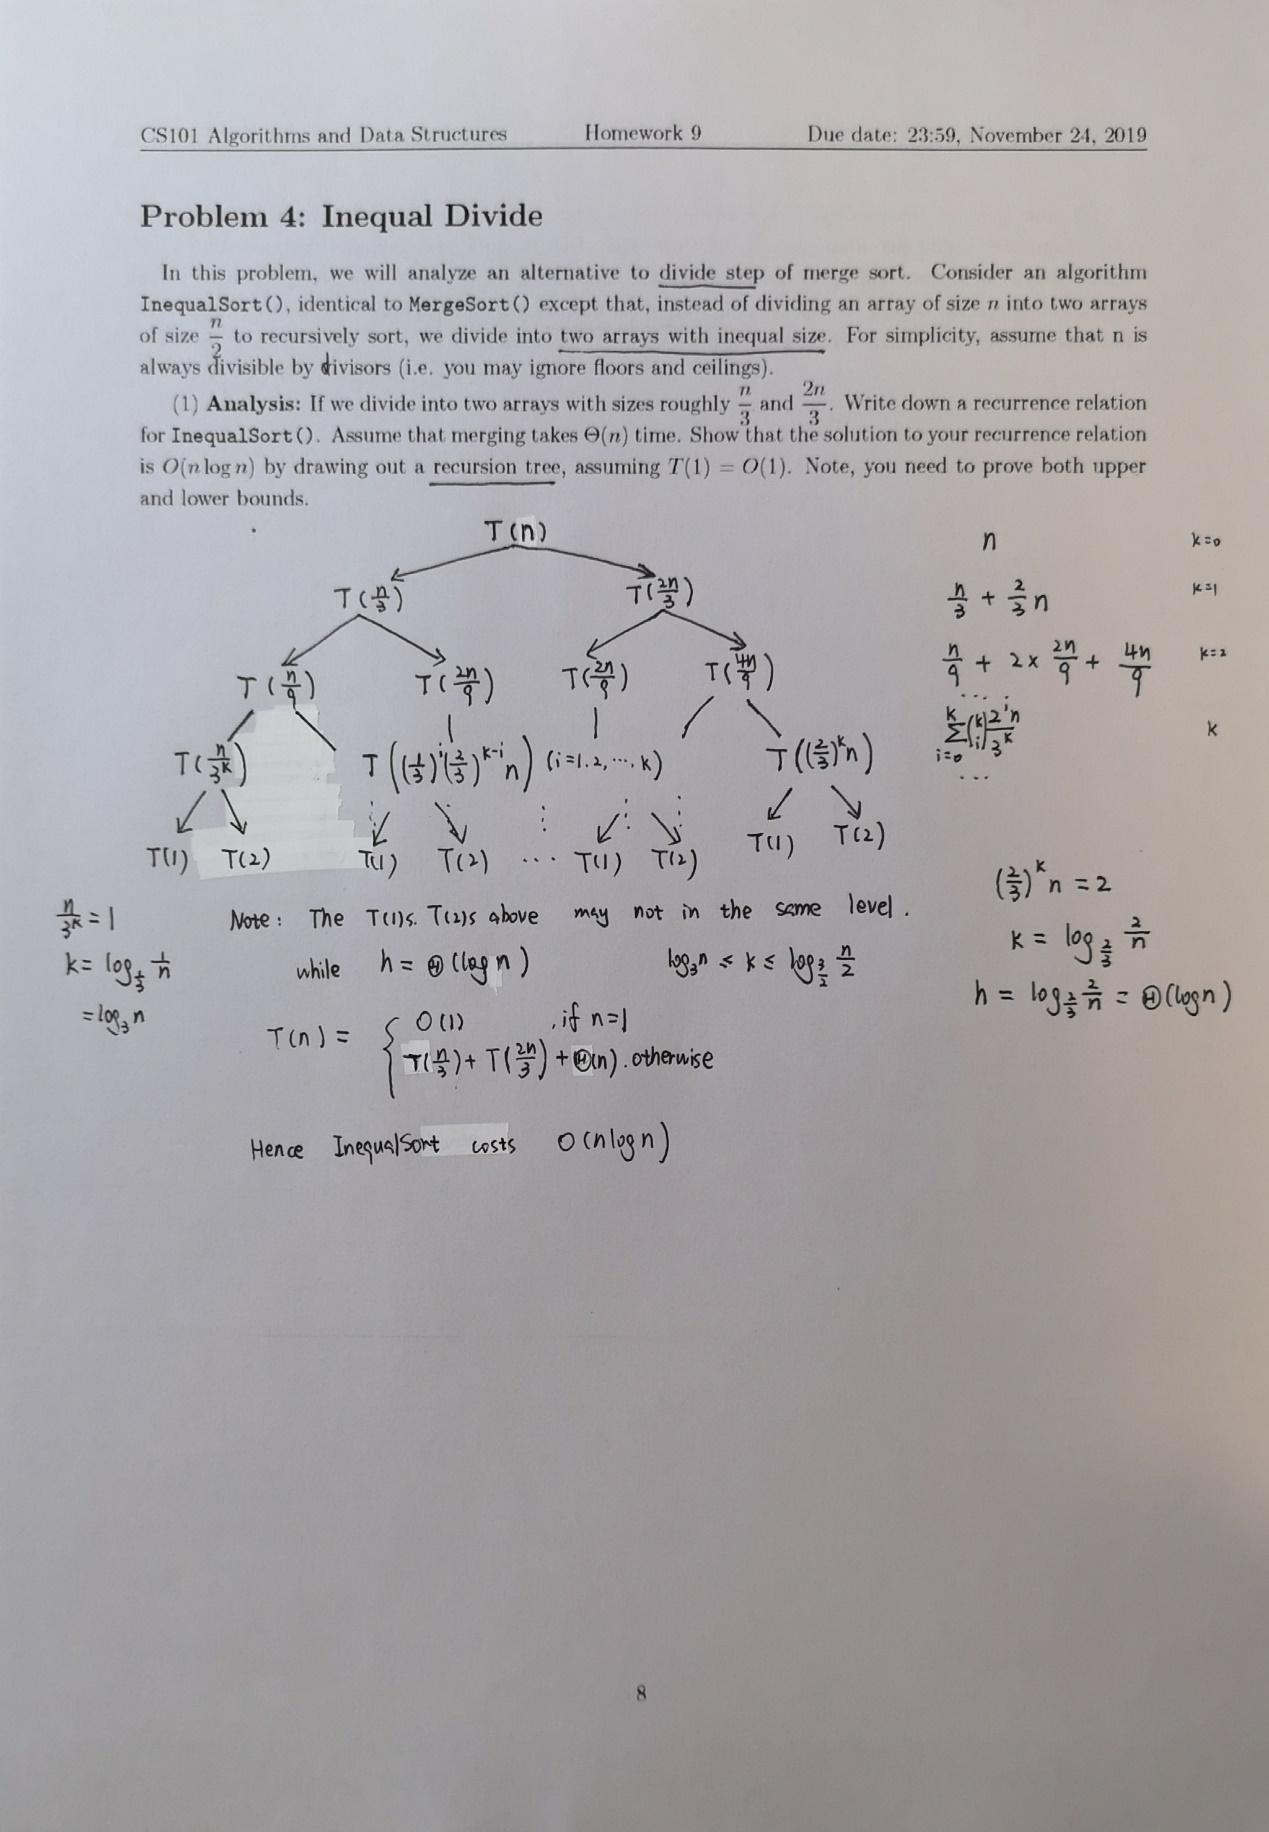 CS101 Algorithms and Data Structures Homework 9 Due date: 23:59, November 24, 2019
Problem 4: Inequal Divide
In this problem, we will analyze an alternative to divide step of merge sort. Consider an algorithm
InequalSort(), identical to MergeSort() except that, instead of dividing an array of size n into two arrays
of size n/2 to recursively sort, we divide into two arrays with inequal size. For simplicity, assume that n is
always divisible by divisors (i.e. you may ignore floors and ceilings).
(1) Analysis: If we divide into two arrays with sizes roughly n/3 and 2n/3. Write down a recurrence relation
for InequalSort(). Assume that merging takes Θ(n) time. Show that the solution to your recurrence relation
is O(n log n) by drawing out a recursion tree, assuming T(1) = O(1). Note, you need to prove both upper
and lower bounds.
T(n) n k=0
T(n/3) T(2n/3) n/3 + 2/3 n k=1
T(n/9) T(2n/9) T(2n/9) T(4n/9) n/9 + 2× 2n/9 + 4n/9 k=2
...
T(n/3^k) T((1/3)^i (2/3)^(k-i) n) (i=1.2, ..., k) T((2/3)^k n) Σ_{i=0}^{k} (k i) 2^i n/3^k k
...
T(1) T(2) T(1) T(2) ... T(1) T(2) T(1) T(2)
(2/3)^k n = 2
n/3^k = 1 Note: The T(1)s. T(2)s above may not in the same level.
k = log_{2/3} 2/n
k = log_{1/3} 1/n while h = Θ(log n) log_3 n ≤ k ≤ log_{3/2} n/2
h = log_{2/3} 2/n = Θ(log n)
= log_3 n
T(n) = { O(1) , if n=1
T(n/3) + T(2n/3) + Θ(n). otherwise
Hence InequalSort costs O(nlogn)
8